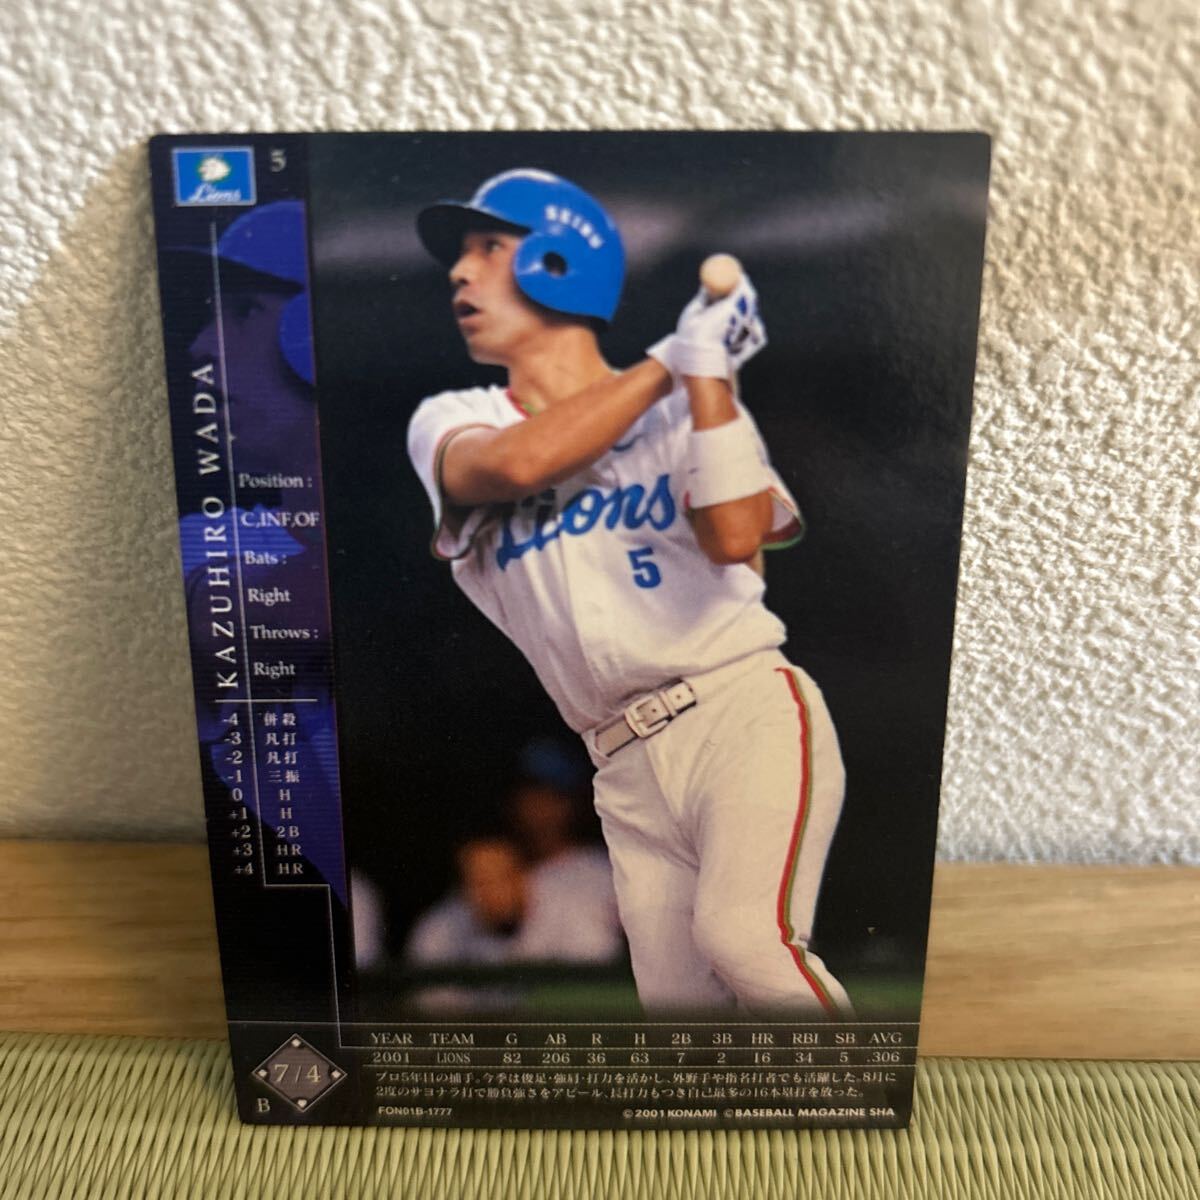 Lions
5
KAZUHIRO WADA
Position :
C,INF,OF
Bats :
Right
Throws :
Right
-4 併殺
-3 凡打
-2 凡打
-1 三振
0 H
+1 H
+2 2B
+3 HR
+4 HR
SEIBU
Lions
5
YEAR TEAM G AB R H 2B 3B HR RBI SB AVG
2001 LIONS 82 206 36 63 7 2 16 34 5 .306
プロ5年目の捕手。今季は俊足・強肩・打力を活かし、外野手や指名打者でも活躍した。8月に
2度のサヨナラ打で勝負強さをアピール、長打力もつき自己最多の16本塁打を放った。
7/4
B
FON01B-1777
©2001 KONAMI ©BASEBALL MAGAZINE SHA